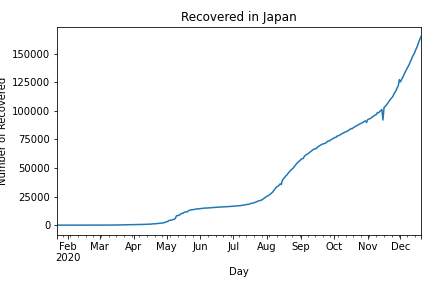 Recovered in Japan
Number of Recovered
150000
125000
100000
75000
50000
25000
0
Feb Mar Apr May Jun Jul Aug Sep Oct Nov Dec
2020
Day